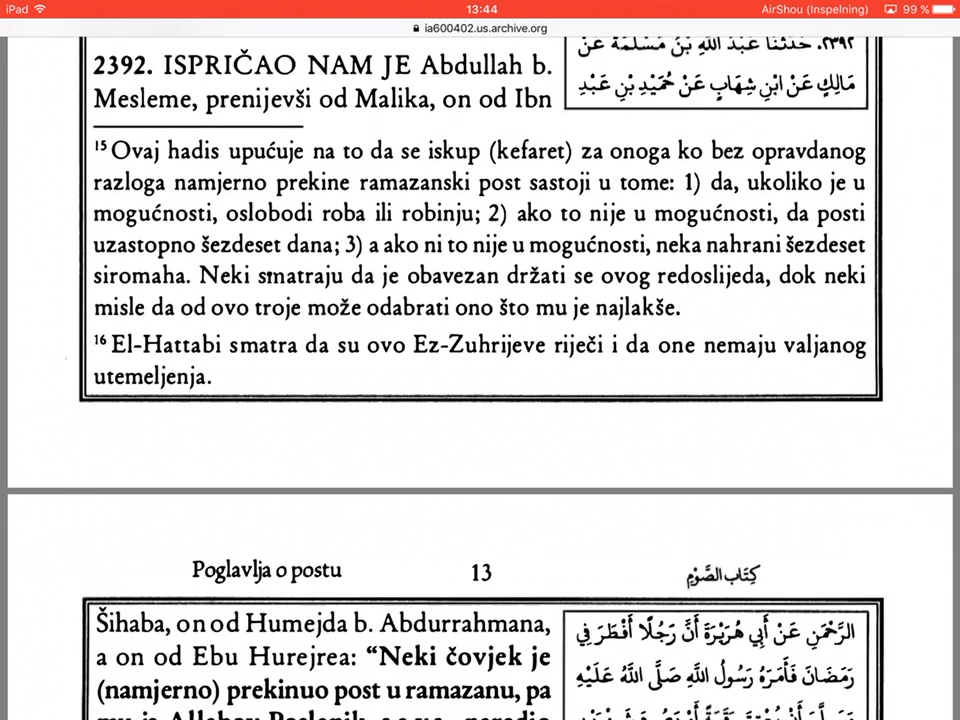 iPad 13:44 AirShou (Inspelning) 99 %
ia600402.us.archive.org
2392. ISPRIČAO NAM JE Abdullah b.
Mesleme, prenijevši od Malika, on od Ibn
٢٣٩٢. حَدَّثَنَا عَبْدُ اللَّهِ بْنُ مَسْلَمَةَ عَنْ
مَالِكٍ عَنْ ابْنِ شِهَابٍ عَنْ حُمَيْدِ بْنِ عَبْدِ
15 Ovaj hadis upućuje na to da se iskup (kefaret) za onoga ko bez opravdanog
razloga namjerno prekine ramazanski post sastoji u tome: 1) da, ukoliko je u
mogućnosti, oslobodi roba ili robinju; 2) ako to nije u mogućnosti, da posti
uzastopno šezdeset dana; 3) a ako ni to nije u mogućnosti, neka nahrani šezdeset
siromaha. Neki smatraju da je obavezan držati se ovog redoslijeda, dok neki
misle da od ovo troje može odabrati ono što mu je najlakše.
16 El-Hattabi smatra da su ovo Ez-Zuhrijeve riječi i da one nemaju valjanog
utemeljenja.
Poglavlja o postu 13 كِتَاب الصَّوْمِ
Šihaba, on od Humejda b. Abdurrahmana,
a on od Ebu Hurejrea: “Neki čovjek je
(namjerno) prekinuo post u ramazanu, pa
mu je Allahov Poslanik, s.a.v.s., naredio
الرَّحْمَنِ عَنْ أَبِي هُرَيْرَةَ أَنَّ رَجُلًا أَفْطَرَ فِي
رَمَضَانَ فَأَمَرَهُ رَسُولُ اللَّهِ صَلَّى اللَّهُ عَلَيْهِ